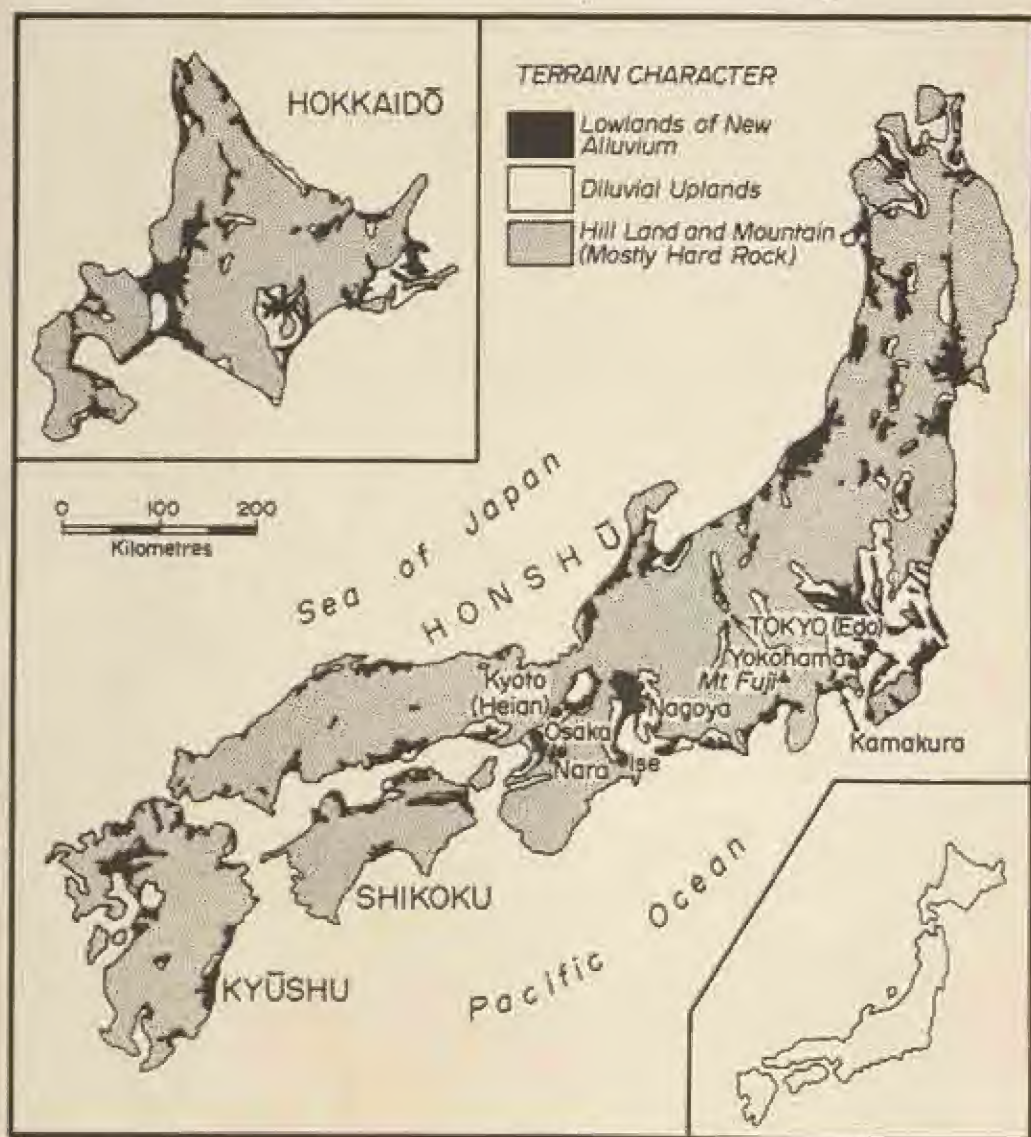 HOKKAIDŌ
TERRAIN CHARACTER
Lowlands of New
Alluvium
Diluvial Uplands
Hill Land and Mountain
(Mostly Hard Rock)
0 100 200
Kilometres
Sea of Japan
HONSHŪ
TOKYO (Edo)
Yokohama
Mt Fuji
Kyoto
(Heian)
Nagoya
Osaka
Kamakura
Nara
Ise
SHIKOKU
KYŪSHU
Pacific Ocean